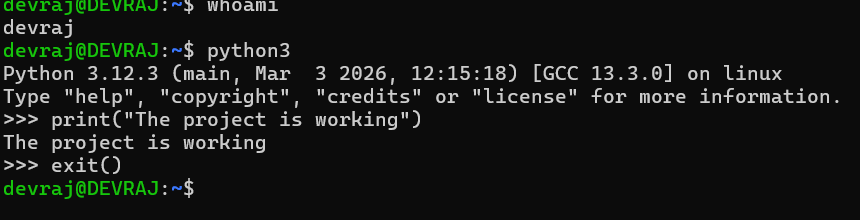 devraj@DEVRAJ:~$ whoami
devraj
devraj@DEVRAJ:~$ python3
Python 3.12.3 (main, Mar  3 2026, 12:15:18) [GCC 13.3.0] on linux
Type "help", "copyright", "credits" or "license" for more information.
>>> print("The project is working")
The project is working
>>> exit()
devraj@DEVRAJ:~$